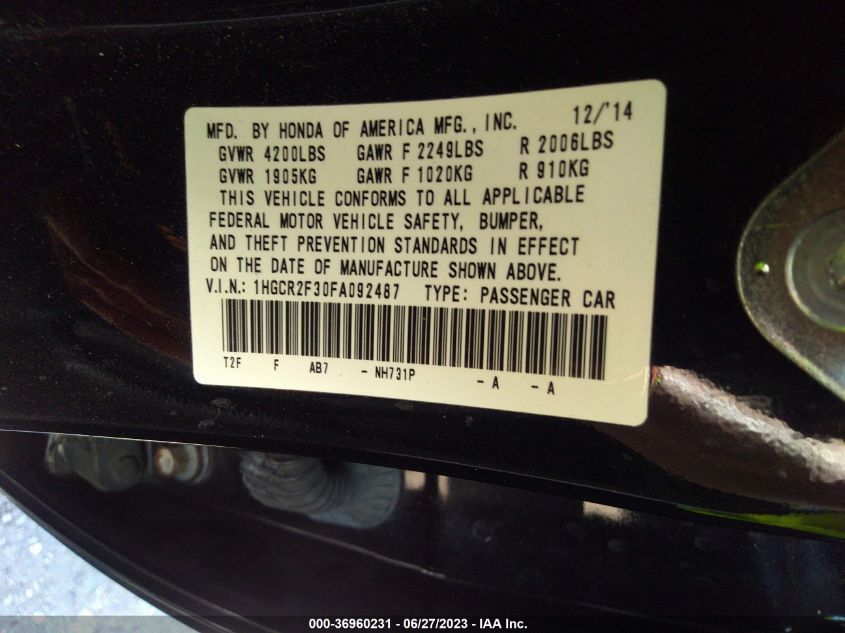 MFD. BY HONDA OF AMERICA MFG., INC. 12/'14
GVWR 4200LBS GAWR F 2249LBS R 2006LBS
GVWR 1905KG GAWR F 1020KG R 910KG
THIS VEHICLE CONFORMS TO ALL APPLICABLE
FEDERAL MOTOR VEHICLE SAFETY, BUMPER,
AND THEFT PREVENTION STANDARDS IN EFFECT
ON THE DATE OF MANUFACTURE SHOWN ABOVE.
V.I.N.: 1HGCR2F30FA092487 TYPE: PASSENGER CAR
T2F F AB7 - NH731P - A - A
000-36960231 - 06/27/2023 - IAA Inc.